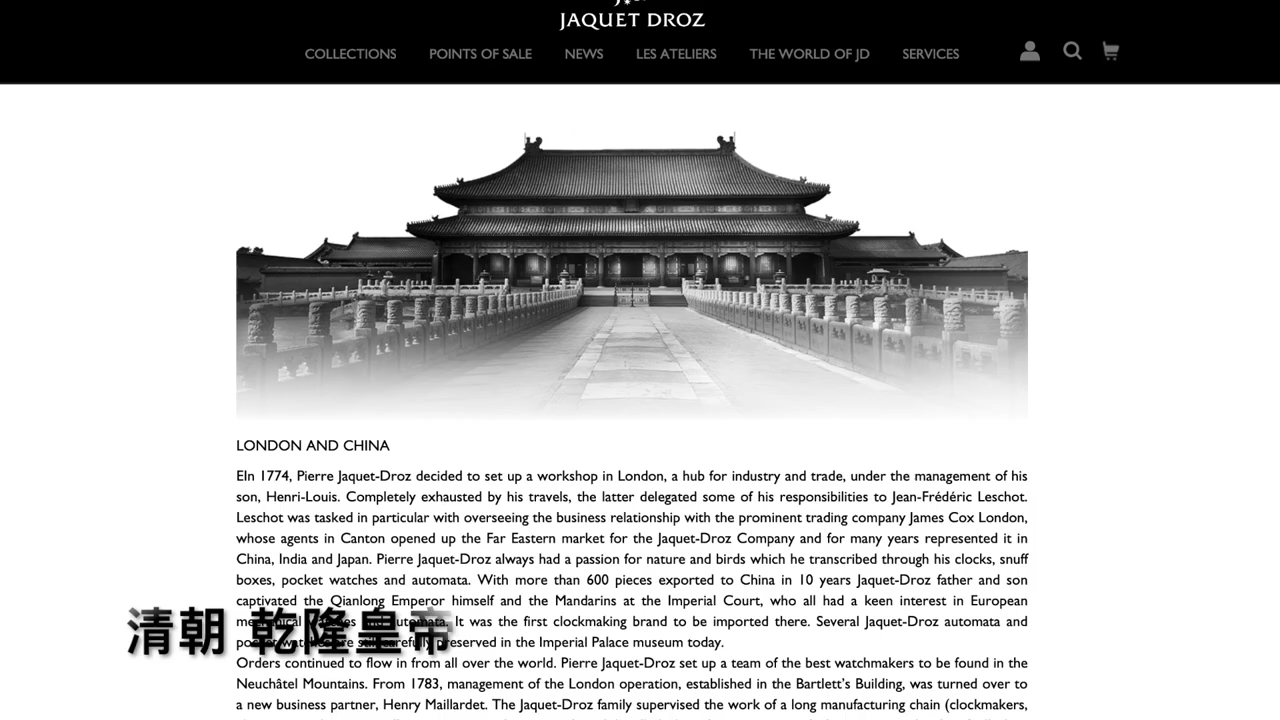 JAQUET DROZ
COLLECTIONS POINTS OF SALE NEWS LES ATELIERS THE WORLD OF JD SERVICES
LONDON AND CHINA
EIn 1774, Pierre Jaquet-Droz decided to set up a workshop in London, a hub for industry and trade, under the management of his
son, Henri-Louis. Completely exhausted by his travels, the latter delegated some of his responsibilities to Jean-Frédéric Leschot.
Leschot was tasked in particular with overseeing the business relationship with the prominent trading company James Cox London,
whose agents in Canton opened up the Far Eastern market for the Jaquet-Droz Company and for many years represented it in
China, India and Japan. Pierre Jaquet-Droz always had a passion for nature and birds which he transcribed through his clocks, snuff
boxes, pocket watches and automata. With more than 600 pieces exported to China in 10 years Jaquet-Droz father and son
captivated the Qianlong Emperor himself and the Mandarins at the Imperial Court, who all had a keen interest in European
mechanical watches and automata. It was the first clockmaking brand to be imported there. Several Jaquet-Droz automata and
pocket watches are still carefully preserved in the Imperial Palace museum today.
清朝 乾隆皇帝
Orders continued to flow in from all over the world. Pierre Jaquet-Droz set up a team of the best watchmakers to be found in the
Neuchâtel Mountains. From 1783, management of the London operation, established in the Bartlett's Building, was turned over to
a new business partner, Henry Maillardet. The Jaquet-Droz family supervised the work of a long manufacturing chain (clockmakers,